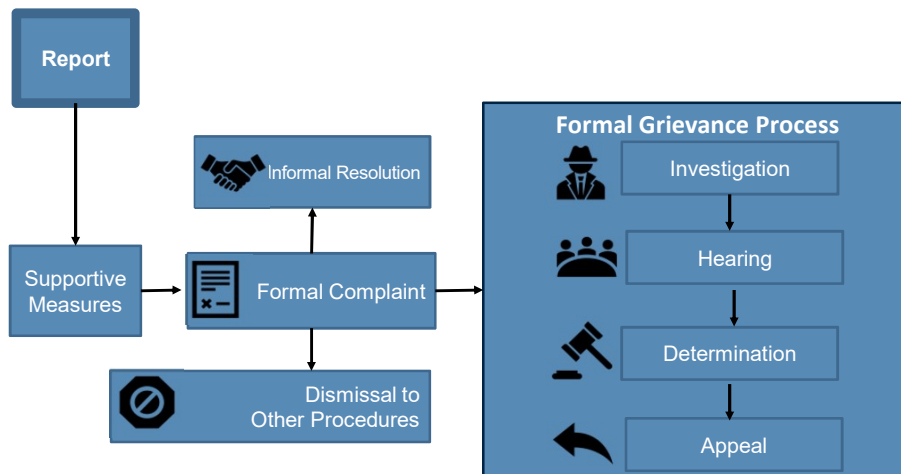 Report
Supportive
Measures
Informal Resolution
Formal Complaint
Dismissal to
Other Procedures
Formal Grievance Process
Investigation
Hearing
Determination
Appeal